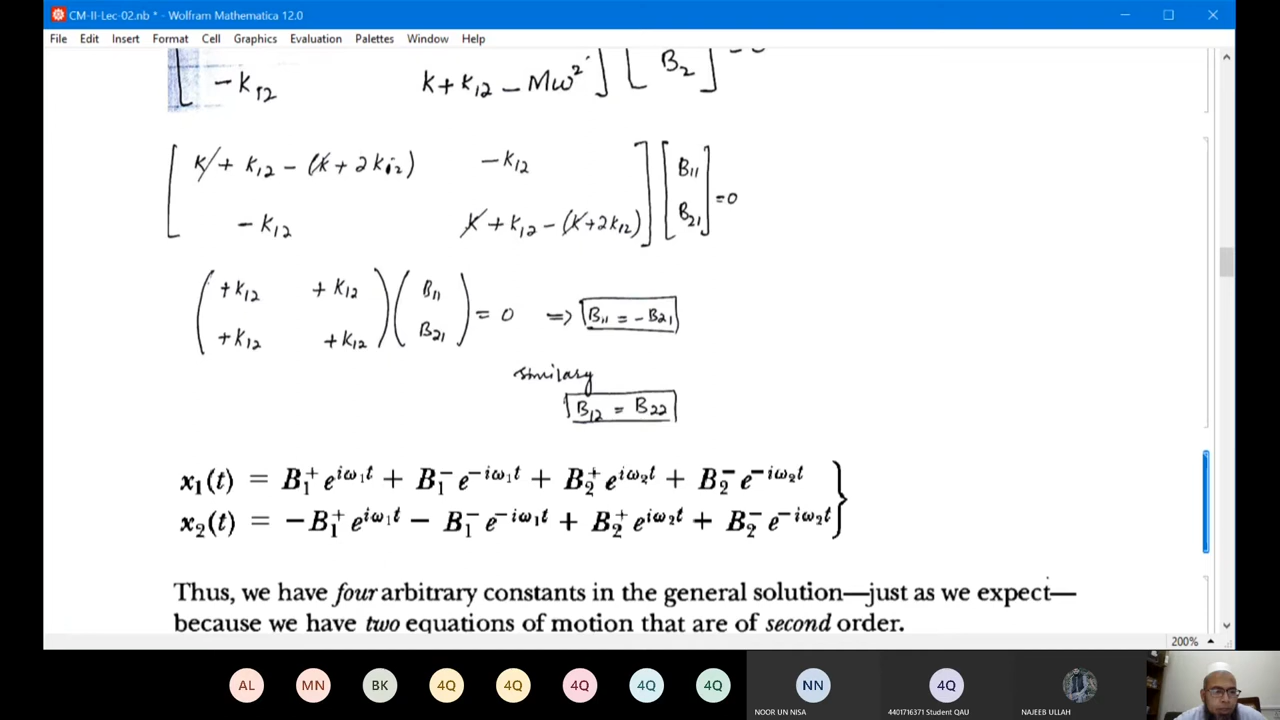 CM-II-Lec-02.nb * - Wolfram Mathematica 12.0
File Edit Insert Format Cell Graphics Evaluation Palettes Window Help
[ -K12 K+K12 - Mω² ] [ B2 ] = 0
[ K + K12 - (K + 2K12) -K12 ] [ B11 ]
[ -K12 K + K12 - (K+2K12) ] [ B21 ] = 0
( +K12 +K12 ) ( B11 )
( +K12 +K12 ) ( B21 ) = 0 => B11 = -B21
similary
B12 = B22
x₁(t) = B₁⁺ e^{iω₁t} + B₁⁻ e^{-iω₁t} + B₂⁺ e^{iω₂t} + B₂⁻ e^{-iω₂t}
x₂(t) = -B₁⁺ e^{iω₁t} - B₁⁻ e^{-iω₁t} + B₂⁺ e^{iω₂t} + B₂⁻ e^{-iω₂t} }
Thus, we have four arbitrary constants in the general solution—just as we expect—
because we have two equations of motion that are of second order.
200%
AL MN BK 4Q 4Q 4Q 4Q 4Q NN 4Q
NOOR UN NISA 4401716371 Student QAU NAJEEB ULLAH